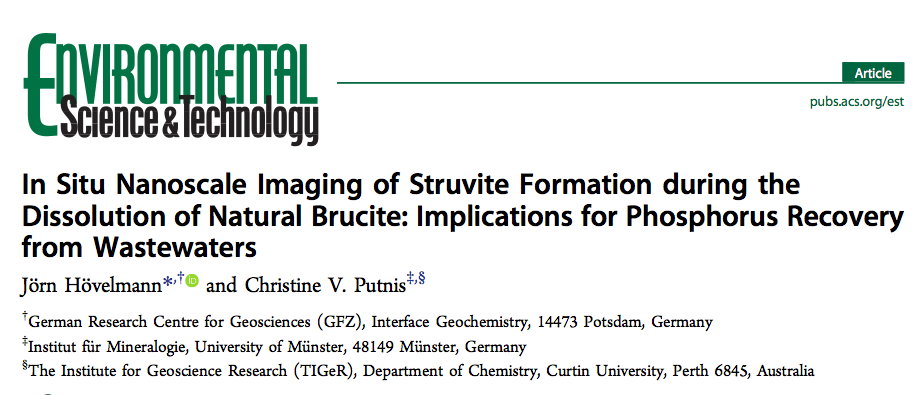 ENVIRONMENTAL
Science & Technology
Article
pubs.acs.org/est
In Situ Nanoscale Imaging of Struvite Formation during the
Dissolution of Natural Brucite: Implications for Phosphorus Recovery
from Wastewaters
Jörn Hövelmann*,† iD and Christine V. Putnis‡,§
†German Research Centre for Geosciences (GFZ), Interface Geochemistry, 14473 Potsdam, Germany
‡Institut für Mineralogie, University of Münster, 48149 Münster, Germany
§The Institute for Geoscience Research (TIGeR), Department of Chemistry, Curtin University, Perth 6845, Australia